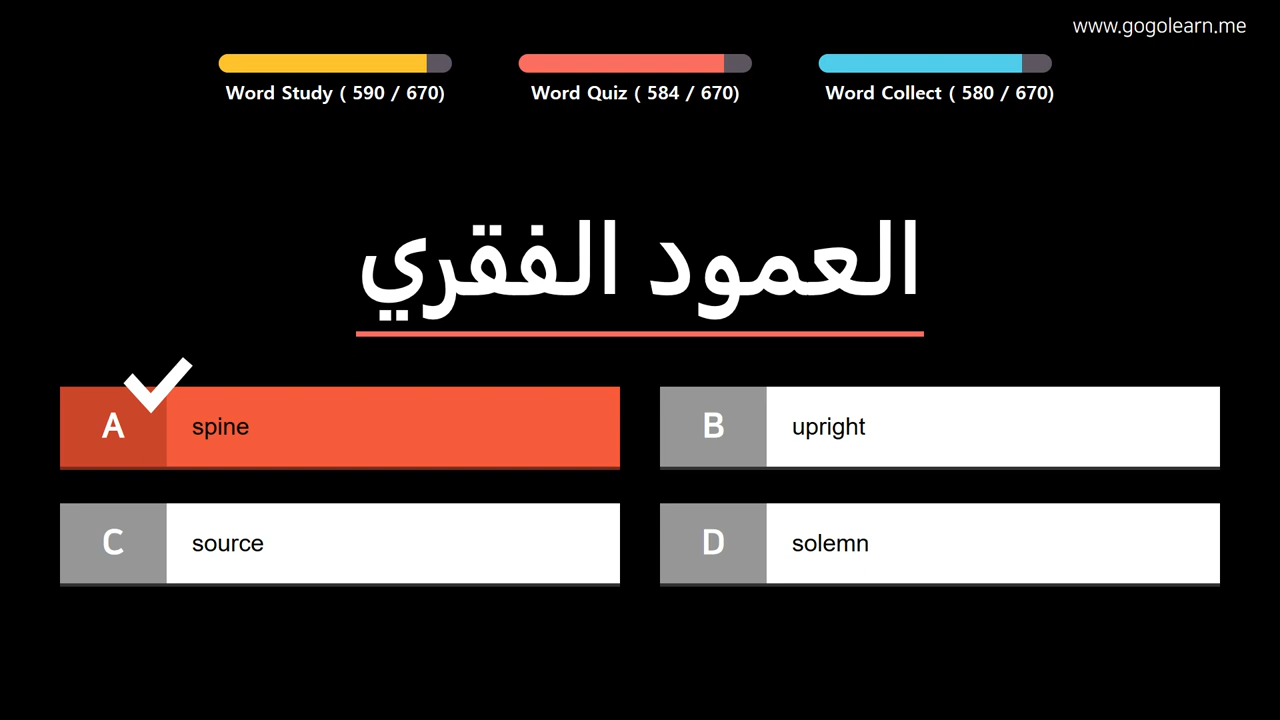 www.gogolearn.me
Word Study ( 590 / 670)
Word Quiz ( 584 / 670)
Word Collect ( 580 / 670)
العمود الفقري
A spine
B upright
C source
D solemn